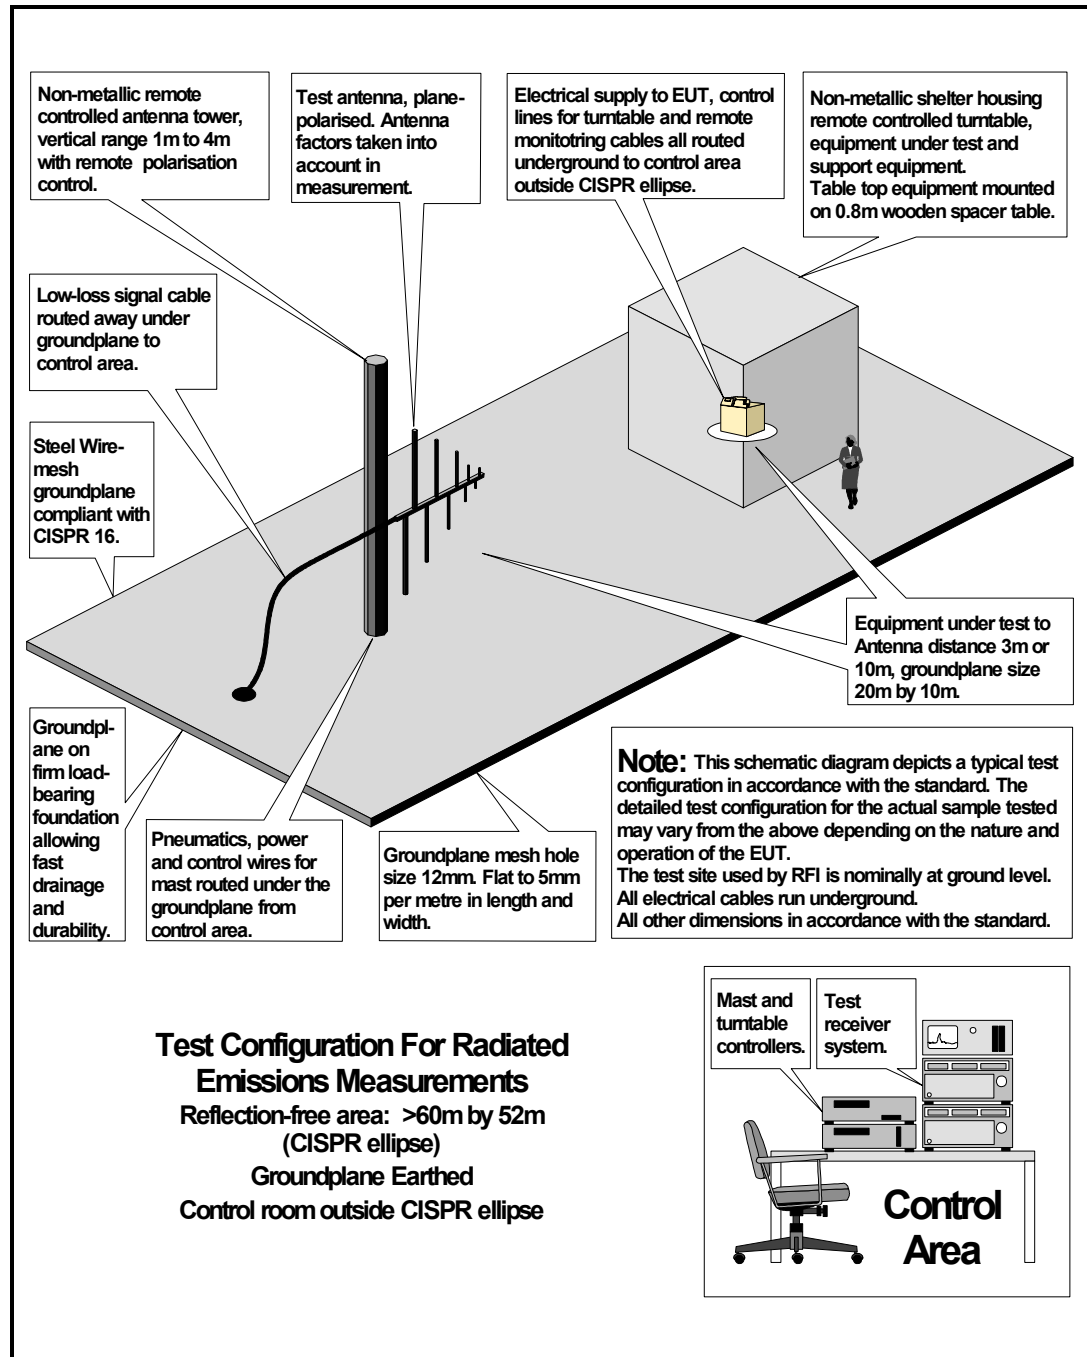 Non-metallic remote
controlled antenna tower,
vertical range 1m to 4m
with remote polarisation
control.
Test antenna, plane-
polarised. Antenna
factors taken into
account in
measurement.
Electrical supply to EUT, control
lines for turntable and remote
monitotring cables all routed
underground to control area
outside CISPR ellipse.
Non-metallic shelter housing
remote controlled turntable,
equipment under test and
support equipment.
Table top equipment mounted
on 0.8m wooden spacer table.
Low-loss signal cable
routed away under
groundplane to
control area.
Steel Wire-
mesh
groundplane
compliant with
CISPR 16.
Equipment under test to
Antenna distance 3m or
10m, groundplane size
20m by 10m.
Groundpl-
ane on
firm load-
bearing
foundation
allowing
fast
drainage
and
durability.
Pneumatics, power
and control wires for
mast routed under the
groundplane from
control area.
Groundplane mesh hole
size 12mm. Flat to 5mm
per metre in length and
width.
Note: This schematic diagram depicts a typical test
configuration in accordance with the standard. The
detailed test configuration for the actual sample tested
may vary from the above depending on the nature and
operation of the EUT.
The test site used by RFI is nominally at ground level.
All electrical cables run underground.
All other dimensions in accordance with the standard.
Test Configuration For Radiated
Emissions Measurements
Reflection-free area: >60m by 52m
(CISPR ellipse)
Groundplane Earthed
Control room outside CISPR ellipse
Mast and
turntable
controllers.
Test
receiver
system.
Control
Area